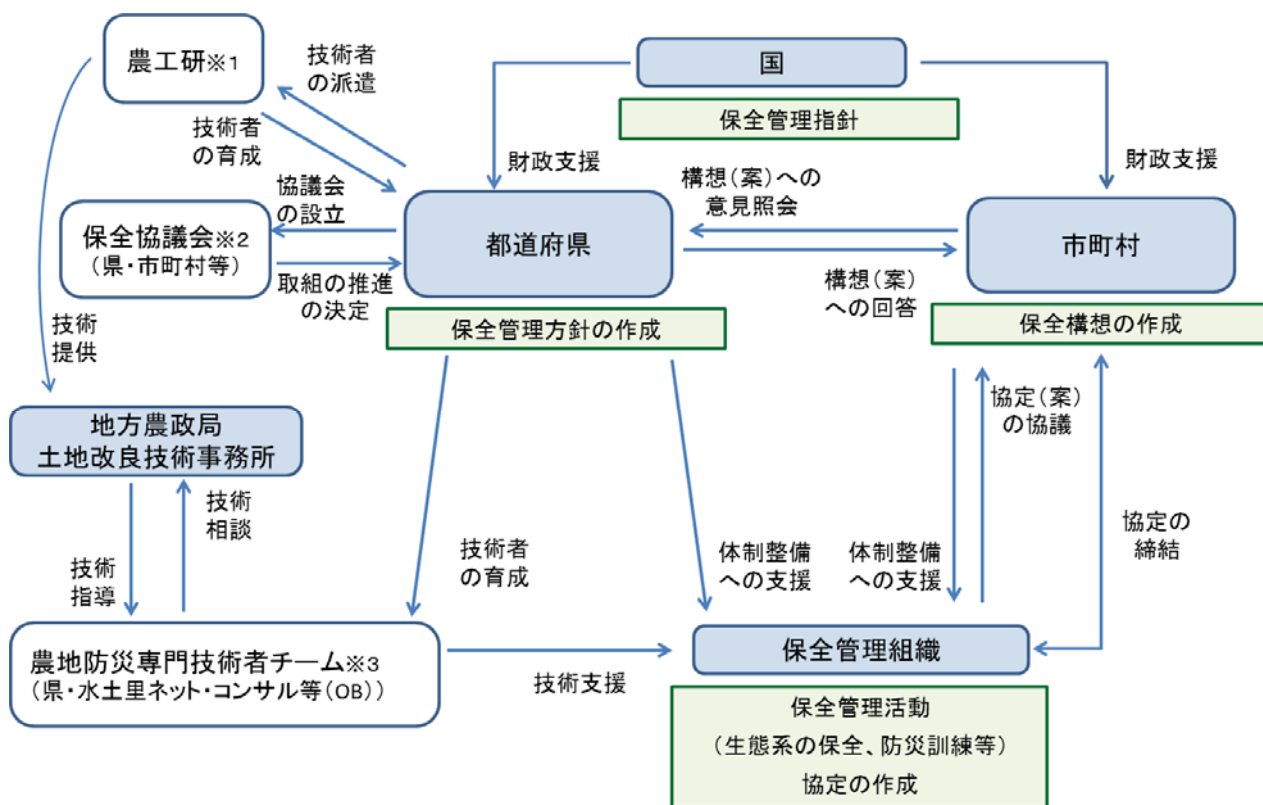 農工研※1
技術者
の派遣
国
保全管理指針
技術者
の育成
財政支援
財政支援
協議会
の設立
構想(案)への
意見照会
保全協議会※2
(県・市町村等)
都道府県
市町村
取組の推進
の決定
構想(案)
への回答
技術
提供
保全管理方針の作成
保全構想の作成
地方農政局
土地改良技術事務所
協定(案)
の協議
技術
相談
技術
指導
技術者
の育成
体制整備
への支援
体制整備
への支援
協定の
締結
農地防災専門技術者チーム※3
(県・水土里ネット・コンサル等(OB))
技術支援
保全管理組織
保全管理活動
(生態系の保全、防災訓練等)
協定の作成